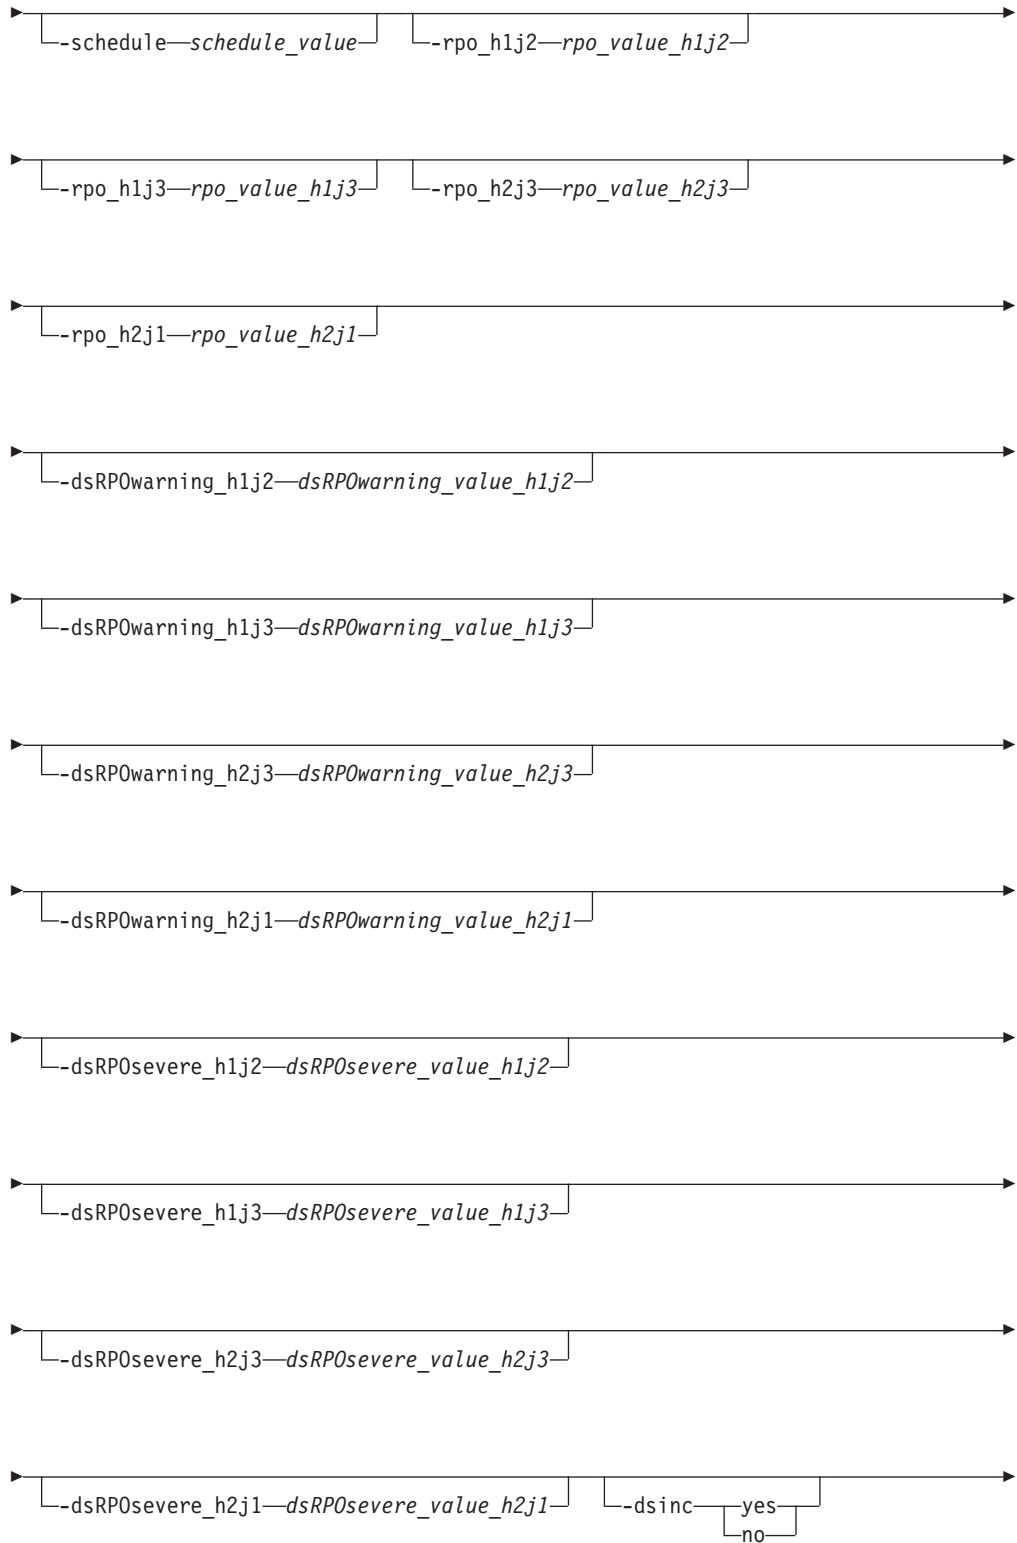 -schedule schedule_value -rpo_h1j2 rpo_value_h1j2
-rpo_h1j3 rpo_value_h1j3 -rpo_h2j3 rpo_value_h2j3
-rpo_h2j1 rpo_value_h2j1
-dsRPOwarning_h1j2 dsRPOwarning_value_h1j2
-dsRPOwarning_h1j3 dsRPOwarning_value_h1j3
-dsRPOwarning_h2j3 dsRPOwarning_value_h2j3
-dsRPOwarning_h2j1 dsRPOwarning_value_h2j1
-dsRPOsevere_h1j2 dsRPOsevere_value_h1j2
-dsRPOsevere_h1j3 dsRPOsevere_value_h1j3
-dsRPOsevere_h2j3 dsRPOsevere_value_h2j3
-dsRPOsevere_h2j1 dsRPOsevere_value_h2j1 -dsinc yes
no